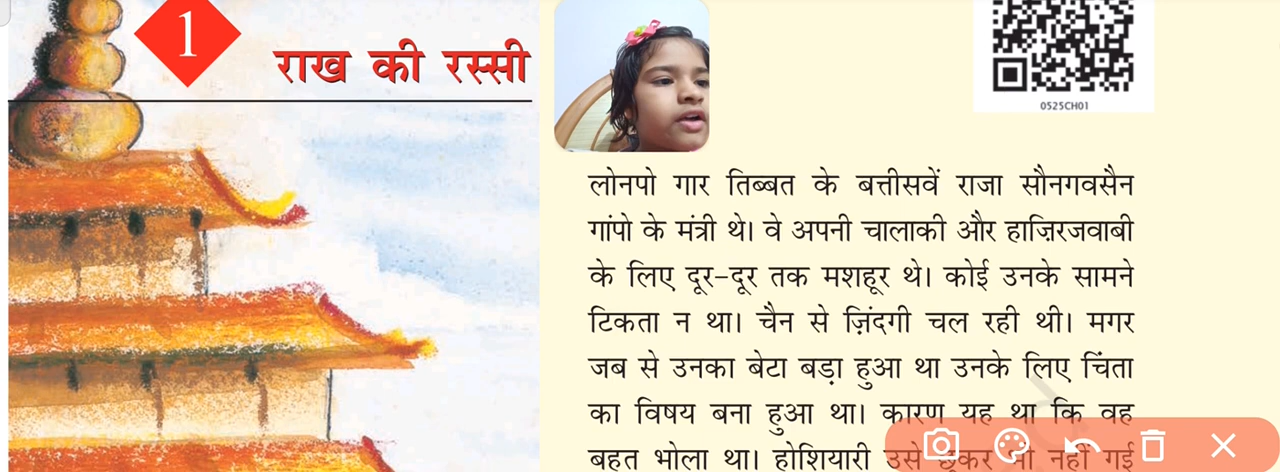 1
राख की रस्सी
0525CH01
लोनपो गार तिब्बत के बत्तीसवें राजा सौनगवसैन
गांपो के मंत्री थे। वे अपनी चालाकी और हाज़िरजवाबी
के लिए दूर-दूर तक मशहूर थे। कोई उनके सामने
टिकता न था। चैन से ज़िंदगी चल रही थी। मगर
जब से उनका बेटा बड़ा हुआ था उनके लिए चिंता
का विषय बना हुआ था। कारण यह था कि वह
बहुत भोला था। होशियारी उसे छूकर भी नहीं गई